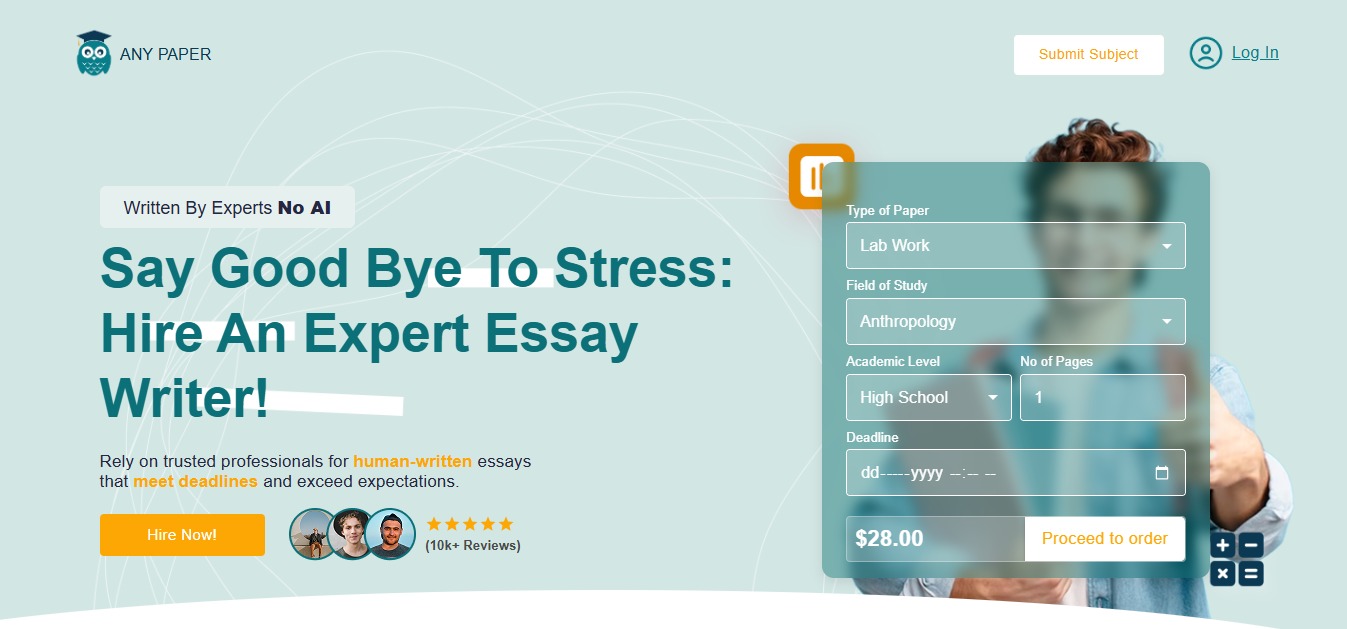 ANY PAPER
Submit Subject
Log In
Written By Experts No AI
Say Good Bye To Stress:
Hire An Expert Essay
Writer!
Rely on trusted professionals for human-written essays
that meet deadlines and exceed expectations.
Hire Now!
(10k+ Reviews)
Type of Paper
Lab Work
Field of Study
Anthropology
Academic Level
No of Pages
High School
1
Deadline
dd-----yyyy --:-- --
$28.00
Proceed to order